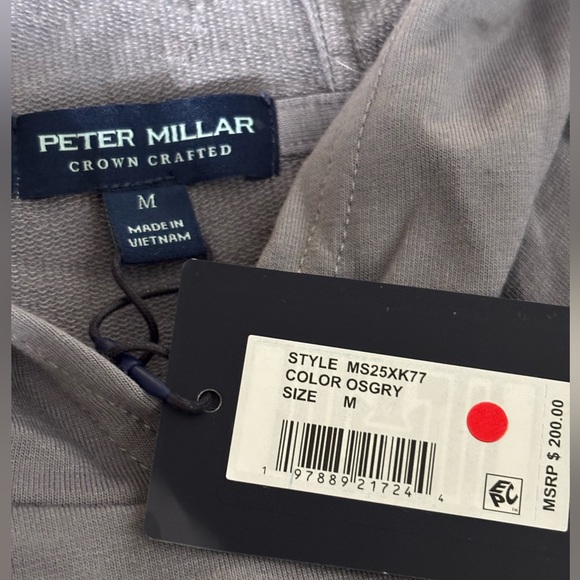 PETER MILLAR
CROWN CRAFTED
M
MADE IN
VIETNAM
STYLE MS25XK77
COLOR OSGRY
SIZE M
1 97889 21724 4
EPC
MSRP $ 200.00